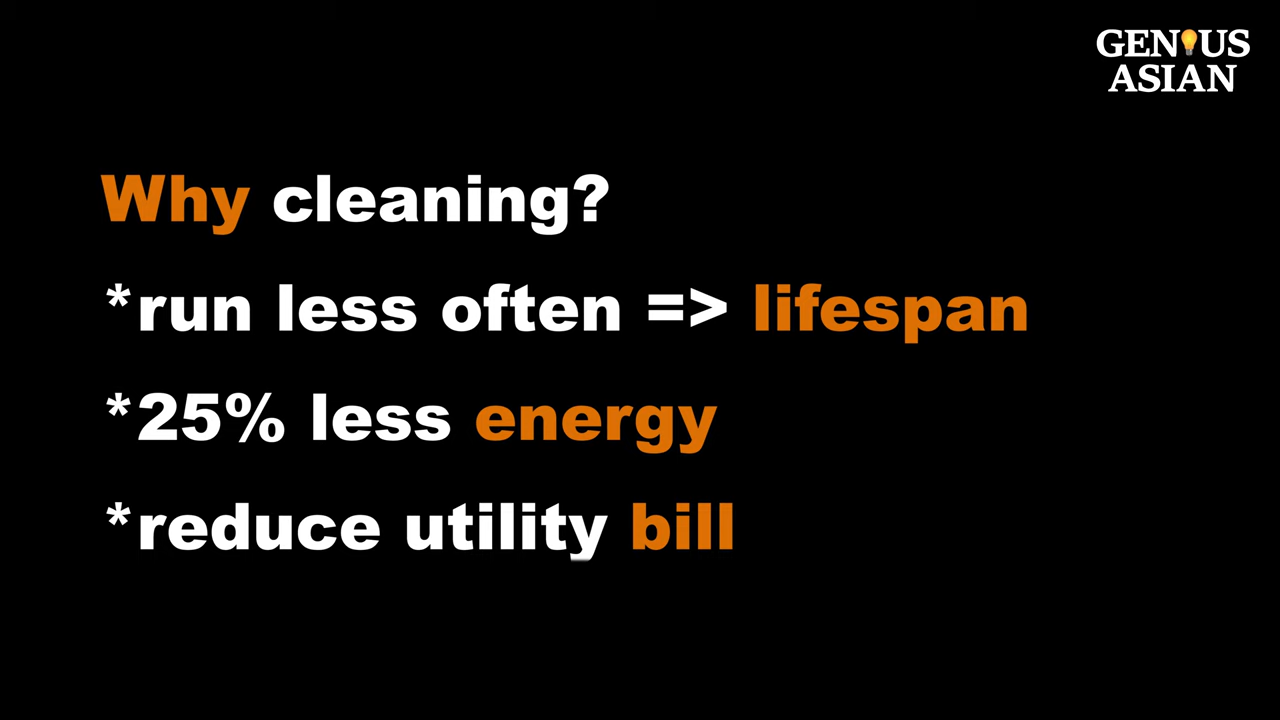 GENIUS
ASIAN
Why cleaning?
*run less often => lifespan
*25% less energy
*reduce utility bill